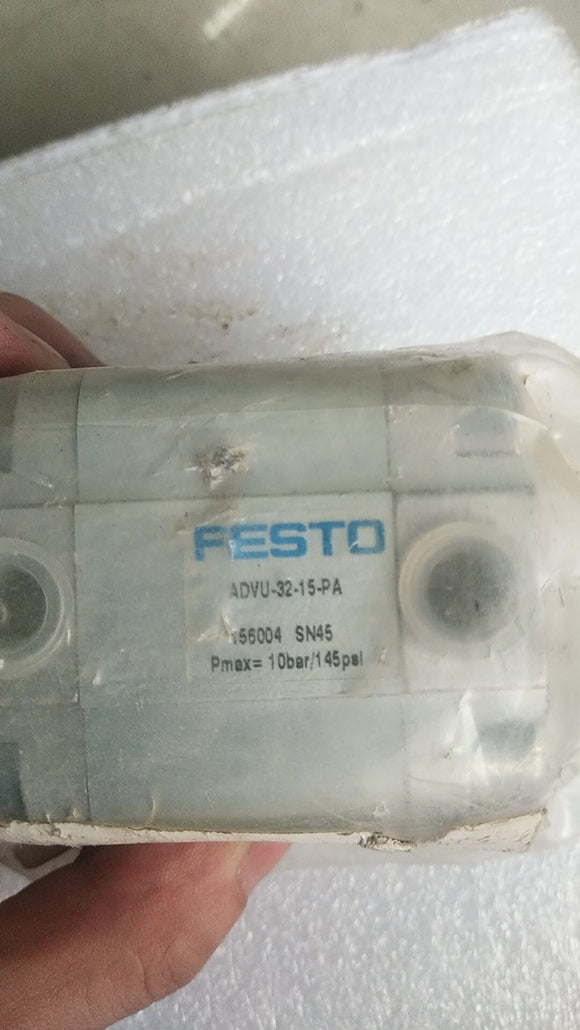 FESTO
ADVU-32-15-PA
156004 SN45
Pmax= 10bar/145psi